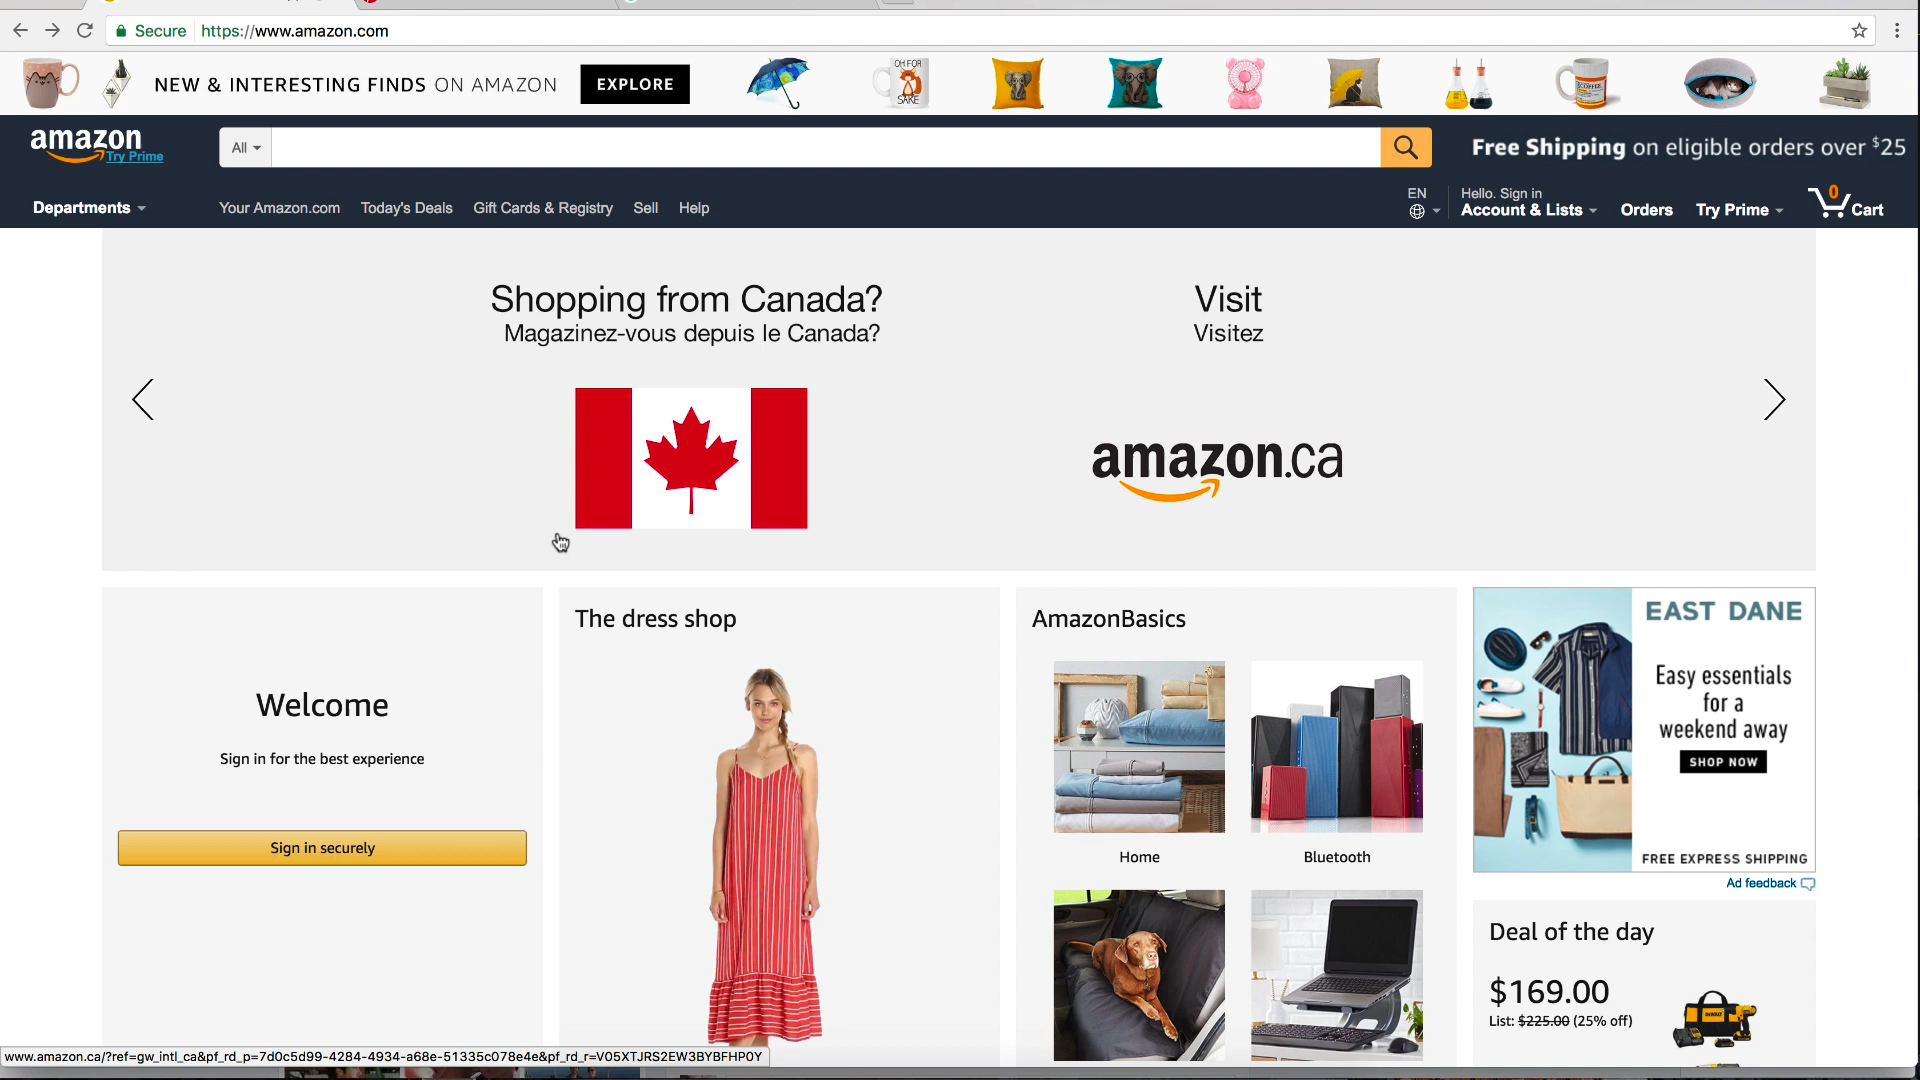 Secure https://www.amazon.com
NEW & INTERESTING FINDS ON AMAZON EXPLORE
OH FOR
SAKE
COFFEE
amazon
Try Prime
All
Free Shipping on eligible orders over $25
Departments
Your Amazon.com Today's Deals Gift Cards & Registry Sell Help
EN
Hello. Sign in
Account & Lists
Orders
Try Prime
0
Cart
Shopping from Canada?
Magazinez-vous depuis le Canada?
Visit
Visitez
amazon.ca
Welcome
Sign in for the best experience
Sign in securely
The dress shop
AmazonBasics
Home
Bluetooth
EAST DANE
Easy essentials
for a
weekend away
SHOP NOW
FREE EXPRESS SHIPPING
Ad feedback
Deal of the day
$169.00
List: $225.00 (25% off)
DEWALT
www.amazon.ca/?ref=gw_intl_ca&pf_rd_p=7d0c5d99-4284-4934-a68e-51335c078e4e&pf_rd_r=V05XTJRS2EW3BYBFHP0Y